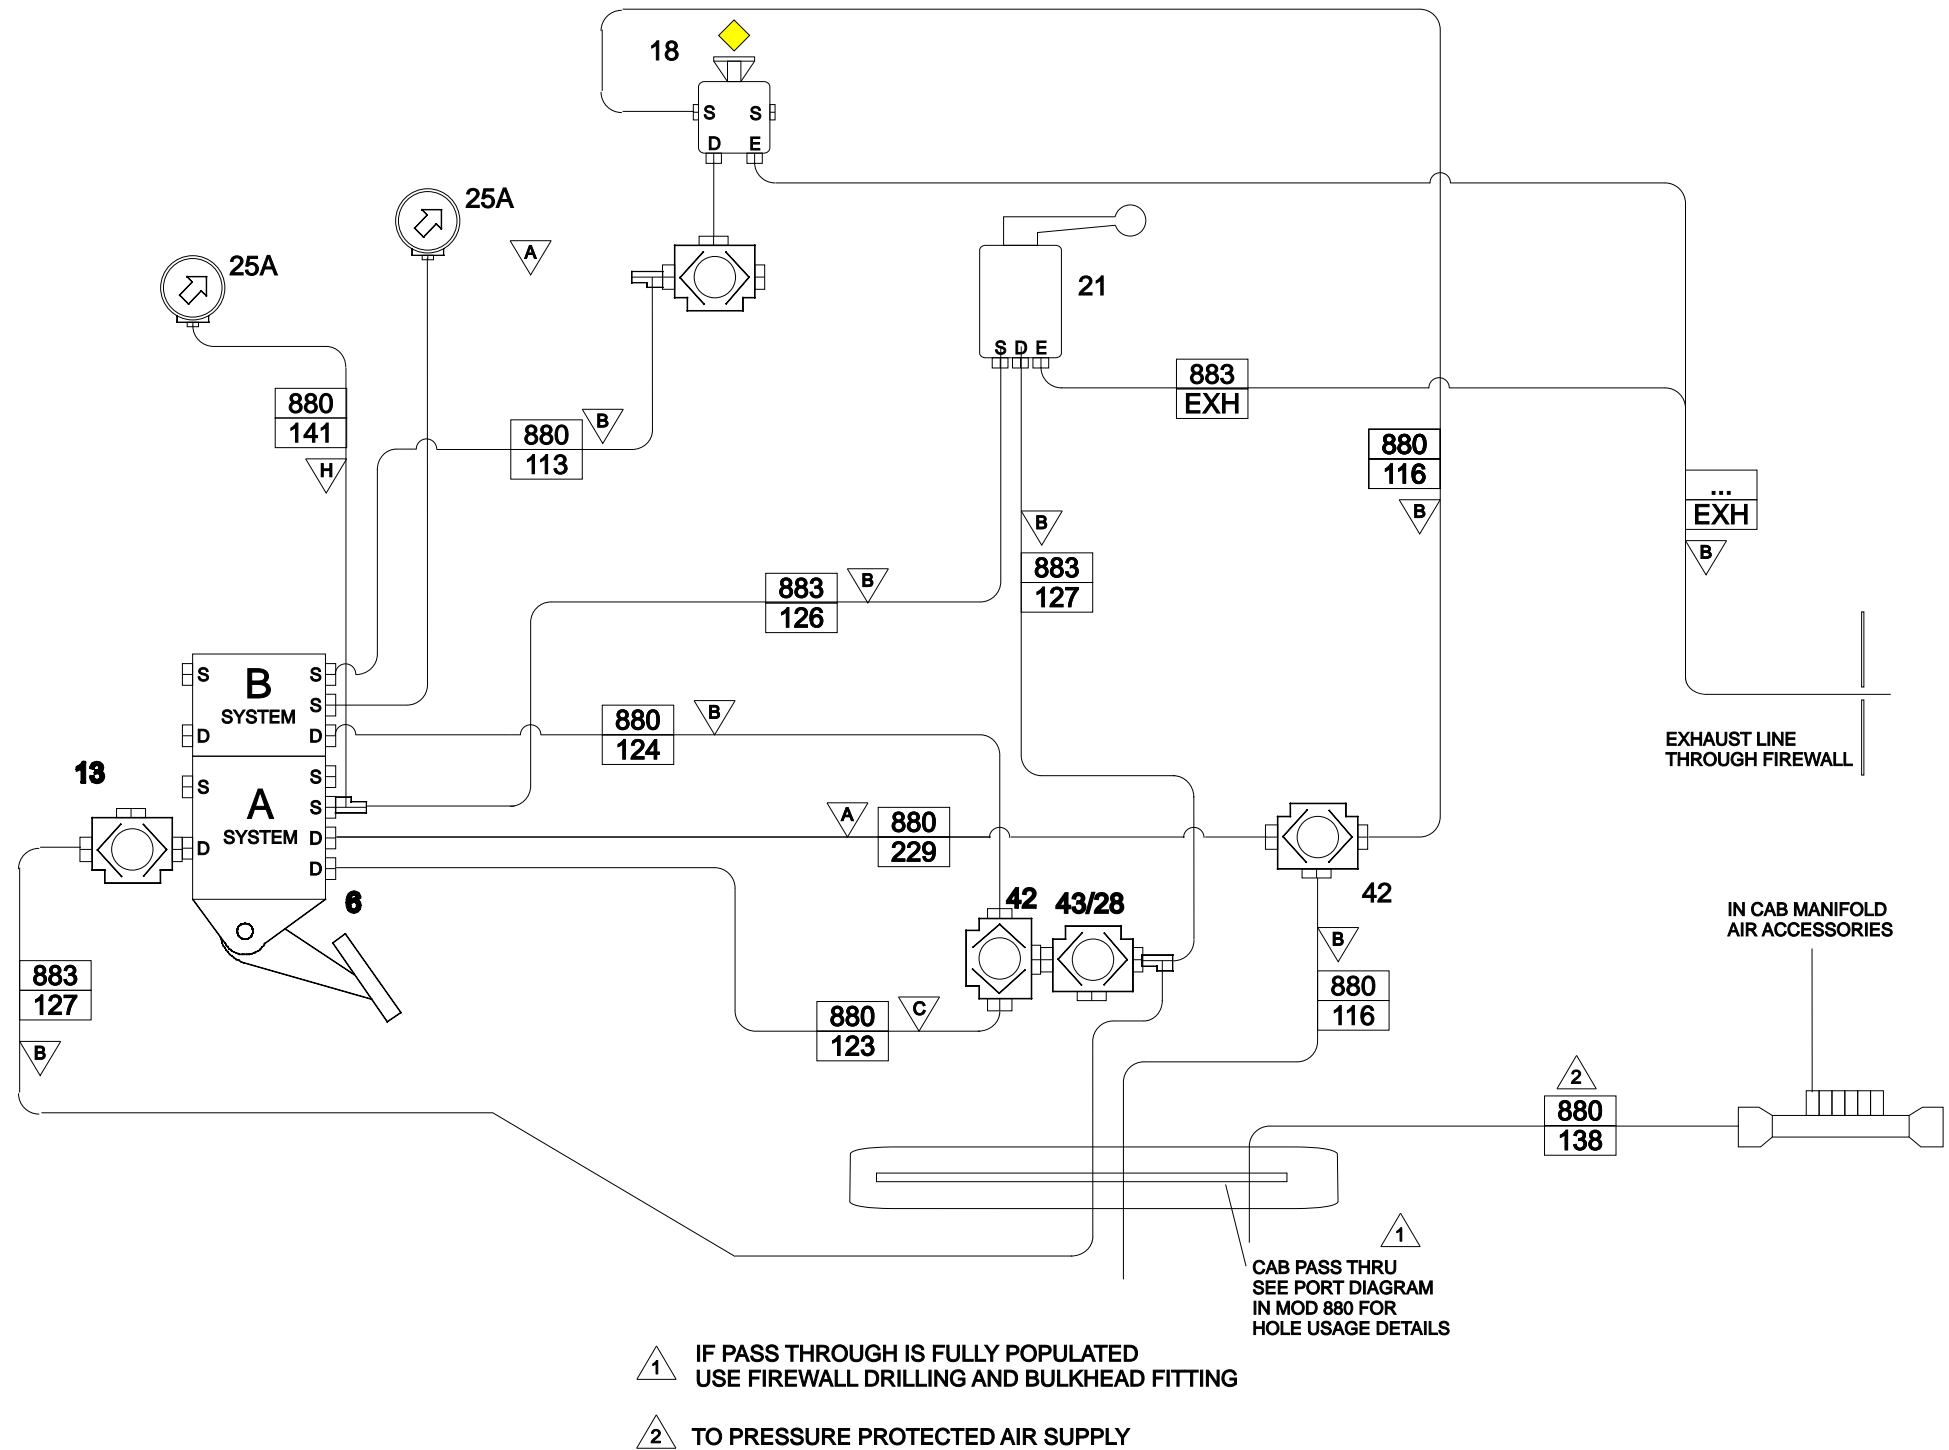 18
S S
D E
25A
25A
A
21
S D E
883
EXH
880
141
H
880
113
B
880
116
B
...
EXH
B
B
883
127
883
126
B
B
SYSTEM
S S
S
D D
880
124
B
EXHAUST LINE
THROUGH FIREWALL
13
A
SYSTEM
S S
S
D
D D
6
A
880
229
42
43/28
42
B
880
116
IN CAB MANIFOLD
AIR ACCESSORIES
883
127
B
880
123
C
2
880
138
1
CAB PASS THRU
SEE PORT DIAGRAM
IN MOD 880 FOR
HOLE USAGE DETAILS
1 IF PASS THROUGH IS FULLY POPULATED
USE FIREWALL DRILLING AND BULKHEAD FITTING
2 TO PRESSURE PROTECTED AIR SUPPLY